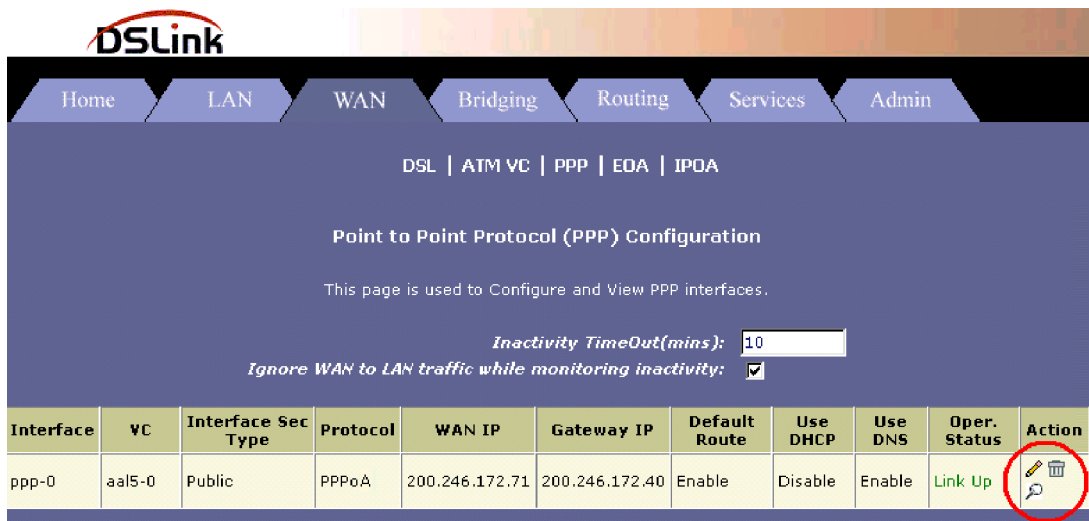 DSLink
Home LAN WAN Bridging Routing Services Admin
DSL | ATM VC | PPP | EOA | IPOA
Point to Point Protocol (PPP) Configuration
This page is used to Configure and View PPP interfaces.
Inactivity TimeOut(mins): 10
Ignore WAN to LAN traffic while monitoring inactivity:
Interface VC Interface Sec Type Protocol WAN IP Gateway IP Default Route Use DHCP Use DNS Oper. Status Action
ppp-0 aal5-0 Public PPPoA 200.246.172.71 200.246.172.40 Enable Disable Enable Link Up